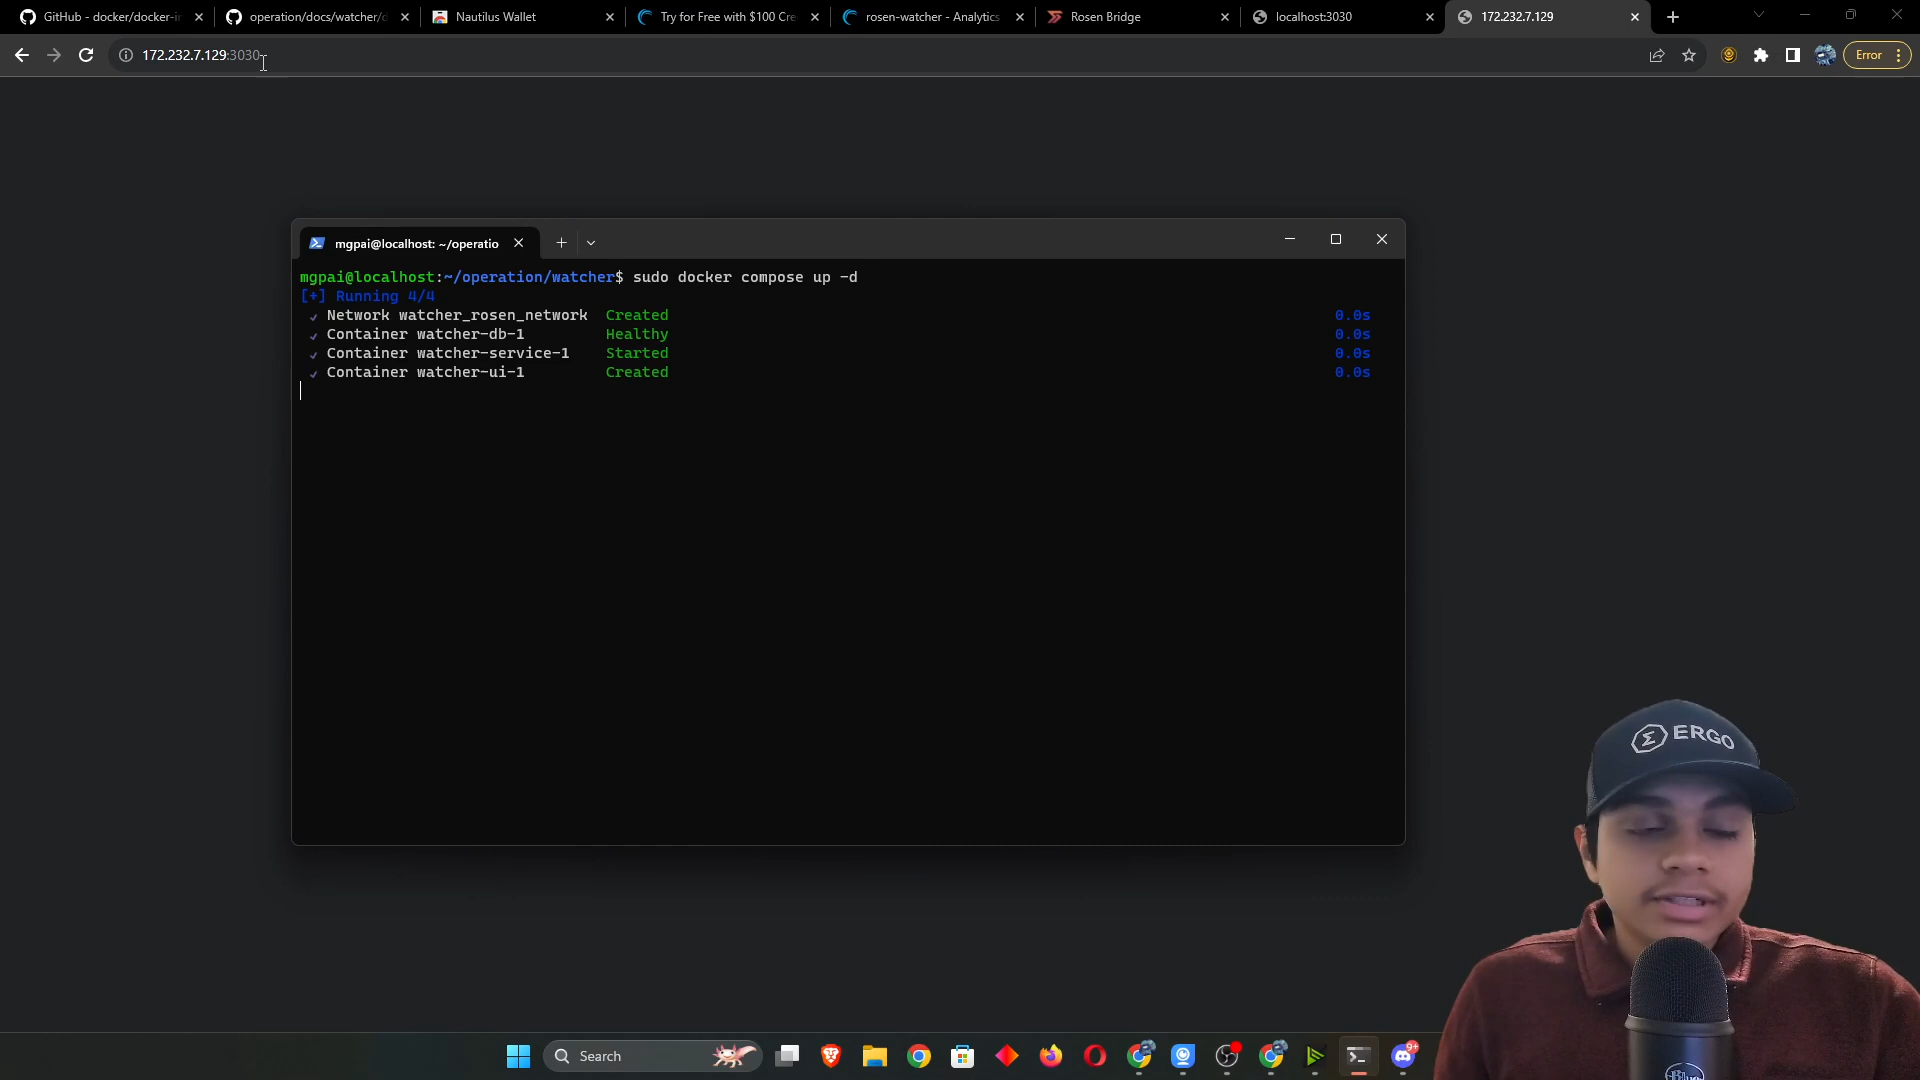 GitHub - docker/docker-i
operation/docs/watcher/d
Nautilus Wallet
Try for Free with $100 Cre
rosen-watcher - Analytics
Rosen Bridge
localhost:3030
172.232.7.129
172.232.7.129:3030
Error
mgpai@localhost: ~/operatio
mgpai@localhost:~/operation/watcher$ sudo docker compose up -d
[+] Running 4/4
✓ Network watcher_rosen_network Created 0.0s
✓ Container watcher-db-1 Healthy 0.0s
✓ Container watcher-service-1 Started 0.0s
✓ Container watcher-ui-1 Created 0.0s
ERGO
Blue
Search
9+